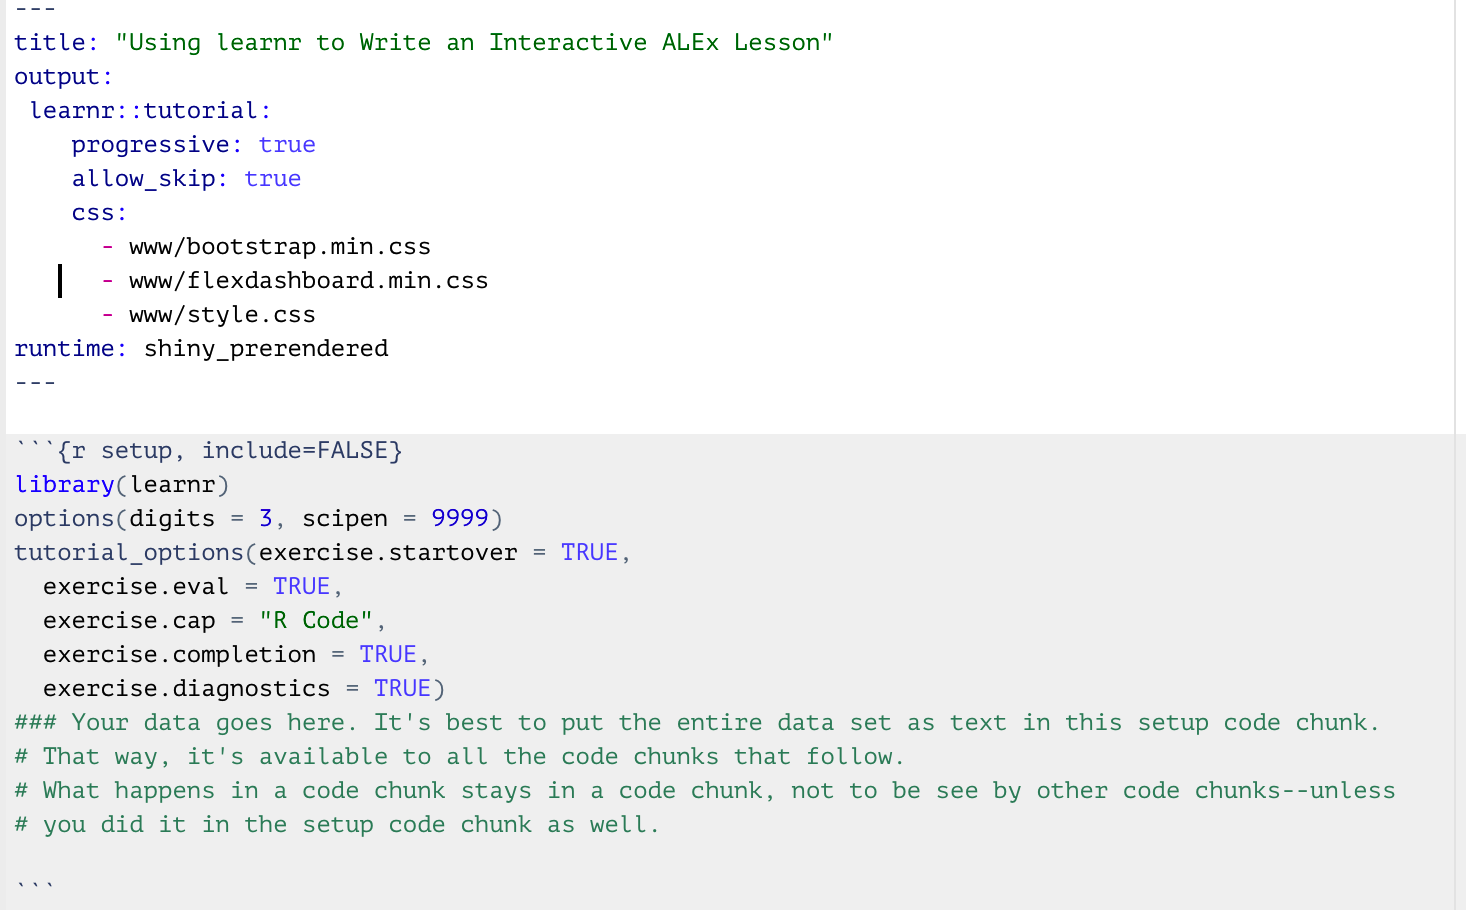 ---
title: "Using learnr to Write an Interactive ALEx Lesson"
output:
 learnr::tutorial:
    progressive: true
    allow_skip: true
    css:
      - www/bootstrap.min.css
      - www/flexdashboard.min.css
      - www/style.css
runtime: shiny_prerendered
---

```{r setup, include=FALSE}
library(learnr)
options(digits = 3, scipen = 9999)
tutorial_options(exercise.startover = TRUE,
  exercise.eval = TRUE,
  exercise.cap = "R Code",
  exercise.completion = TRUE,
  exercise.diagnostics = TRUE)
### Your data goes here. It's best to put the entire data set as text in this setup code chunk.
# That way, it's available to all the code chunks that follow.
# What happens in a code chunk stays in a code chunk, not to be see by other code chunks--unless
# you did it in the setup code chunk as well.

```